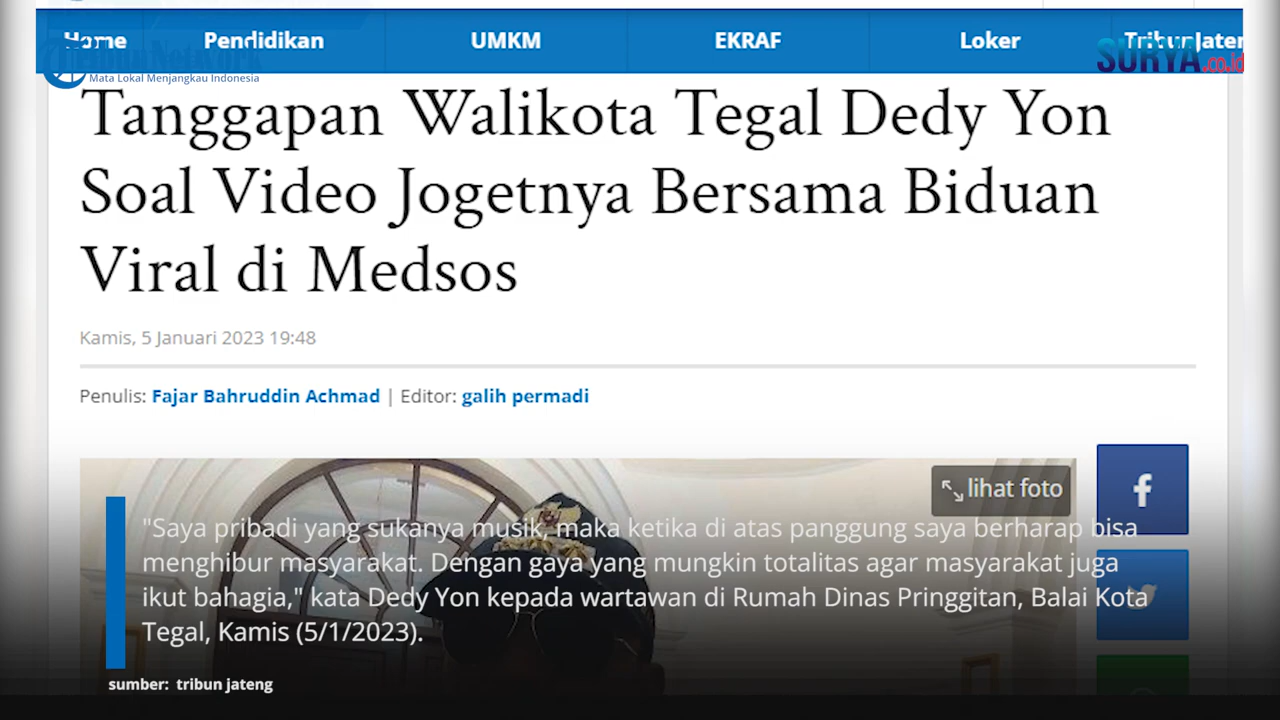 Home Pendidikan UMKM EKRAF Loker TribunJaten
Tribun Network
Mata Lokal Menjangkau Indonesia
SURYA.co.id
Tanggapan Walikota Tegal Dedy Yon
Soal Video Jogetnya Bersama Biduan
Viral di Medsos
Kamis, 5 Januari 2023 19:48
Penulis: Fajar Bahruddin Achmad | Editor: galih permadi
lihat foto
"Saya pribadi yang sukanya musik, maka ketika di atas panggung saya berharap bisa
menghibur masyarakat. Dengan gaya yang mungkin totalitas agar masyarakat juga
ikut bahagia," kata Dedy Yon kepada wartawan di Rumah Dinas Pringgitan, Balai Kota
Tegal, Kamis (5/1/2023).
sumber: tribun jateng